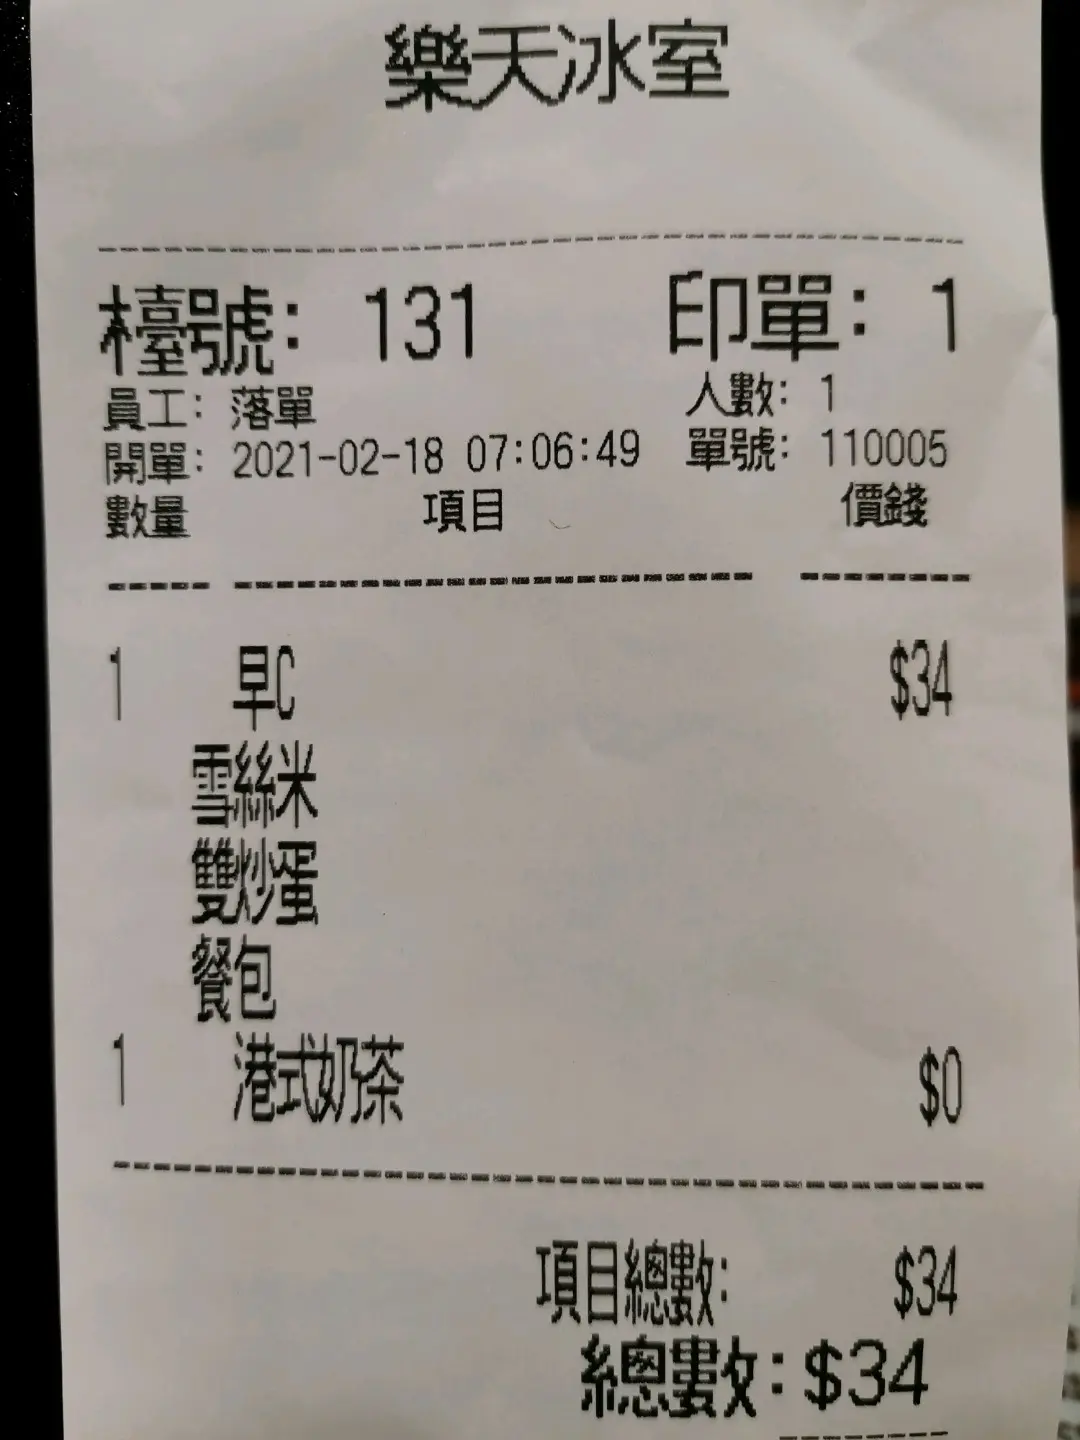 樂天冰室
檯號: 131 印單: 1
員工: 落單 人數: 1
開單: 2021-02-18 07:06:49 單號: 110005
數量 項目 價錢
1 早C $34
雪絲米
雙炒蛋
餐包
1 港式奶茶 $0
項目總數: $34
總數: $34